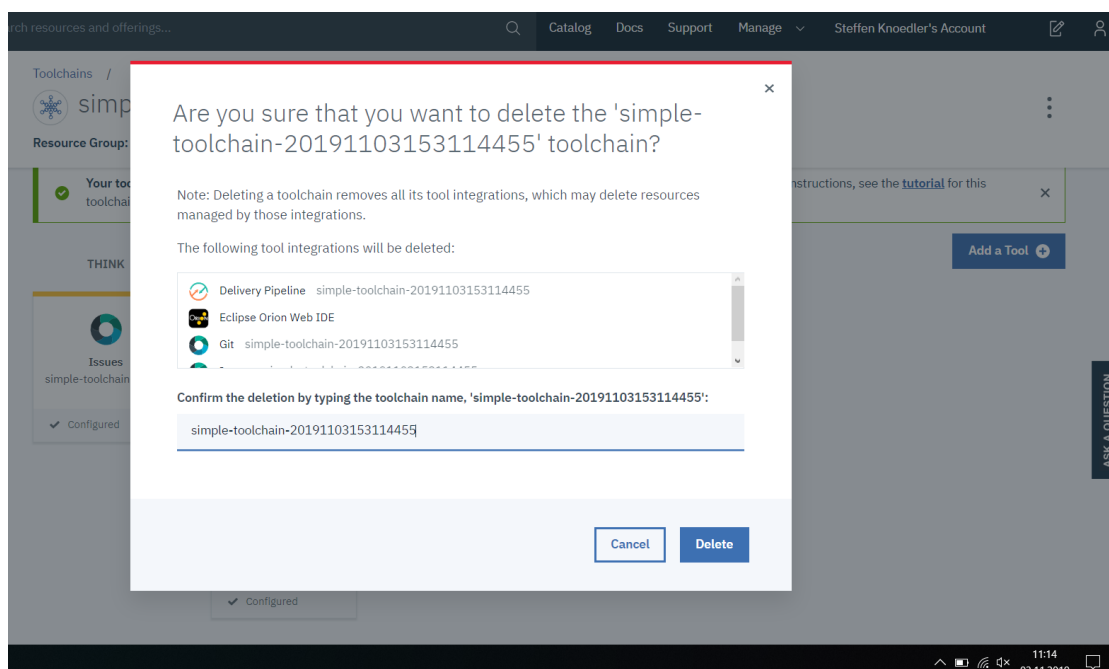 rch resources and offerings...
Catalog Docs Support Manage Steffen Knoedler's Account
Toolchains /
simp
Resource Group:
Your too
toolchai
nstructions, see the tutorial for this
Add a Tool
THINK
Issues
simple-toolchain
Configured
Are you sure that you want to delete the 'simple-
toolchain-20191103153114455' toolchain?
Note: Deleting a toolchain removes all its tool integrations, which may delete resources
managed by those integrations.
The following tool integrations will be deleted:
Delivery Pipeline simple-toolchain-20191103153114455
Eclipse Orion Web IDE
Git simple-toolchain-20191103153114455
Confirm the deletion by typing the toolchain name, 'simple-toolchain-20191103153114455':
simple-toolchain-20191103153114455
Cancel Delete
Configured
ASK A QUESTION
11:14